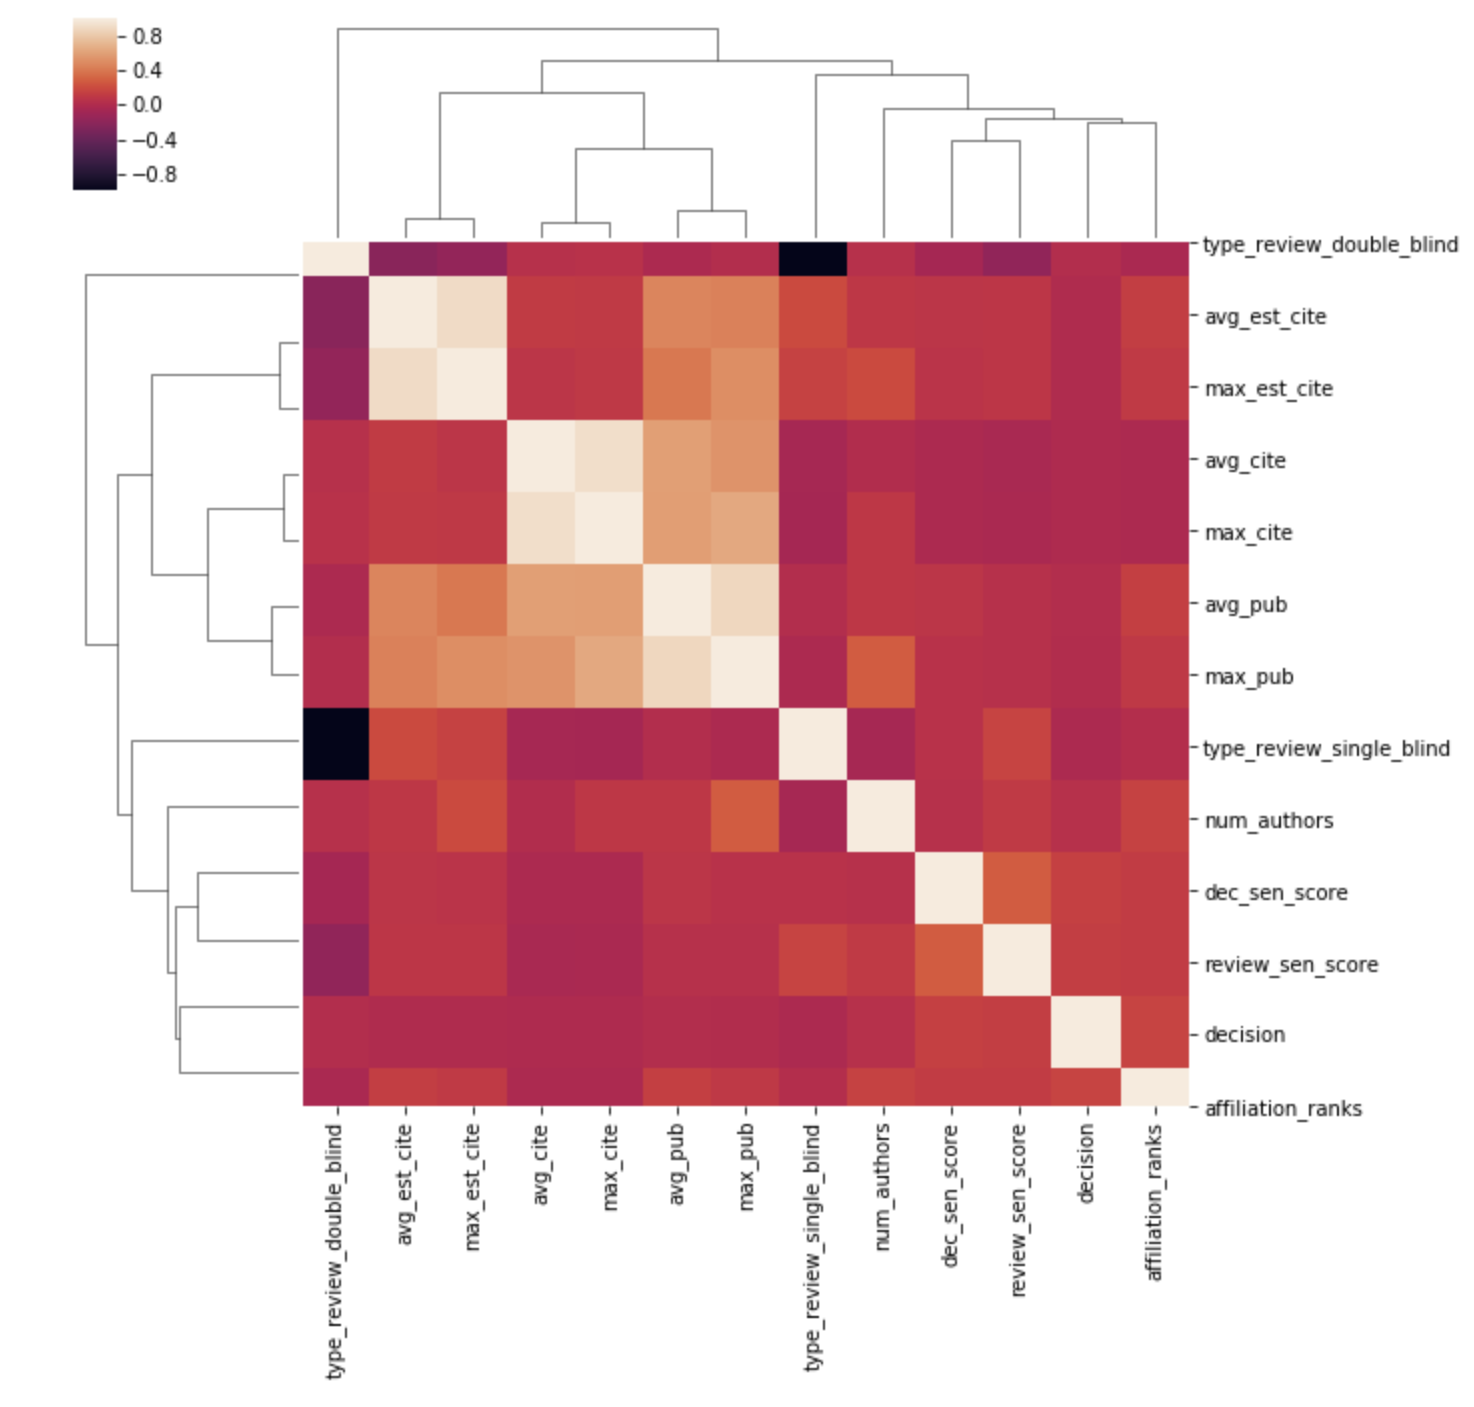 0.8
0.4
0.0
−0.4
−0.8
type_review_double_blind
avg_est_cite
max_est_cite
avg_cite
max_cite
avg_pub
max_pub
type_review_single_blind
num_authors
dec_sen_score
review_sen_score
decision
affiliation_ranks
type_review_double_blind
avg_est_cite
max_est_cite
avg_cite
max_cite
avg_pub
max_pub
type_review_single_blind
num_authors
dec_sen_score
review_sen_score
decision
affiliation_ranks